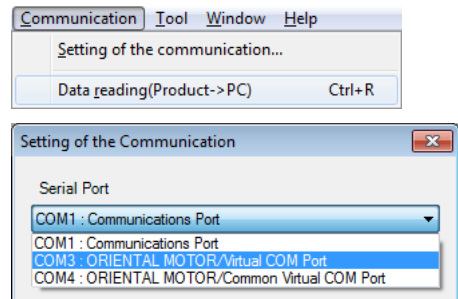 Communication Tool Window Help
Setting of the communication...
Data reading(Product->PC) Ctrl+R
Setting of the Communication
Serial Port
COM1 : Communications Port
COM1 : Communications Port
COM3 : ORIENTAL MOTOR/Virtual COM Port
COM4 : ORIENTAL MOTOR/Common Virtual COM Port